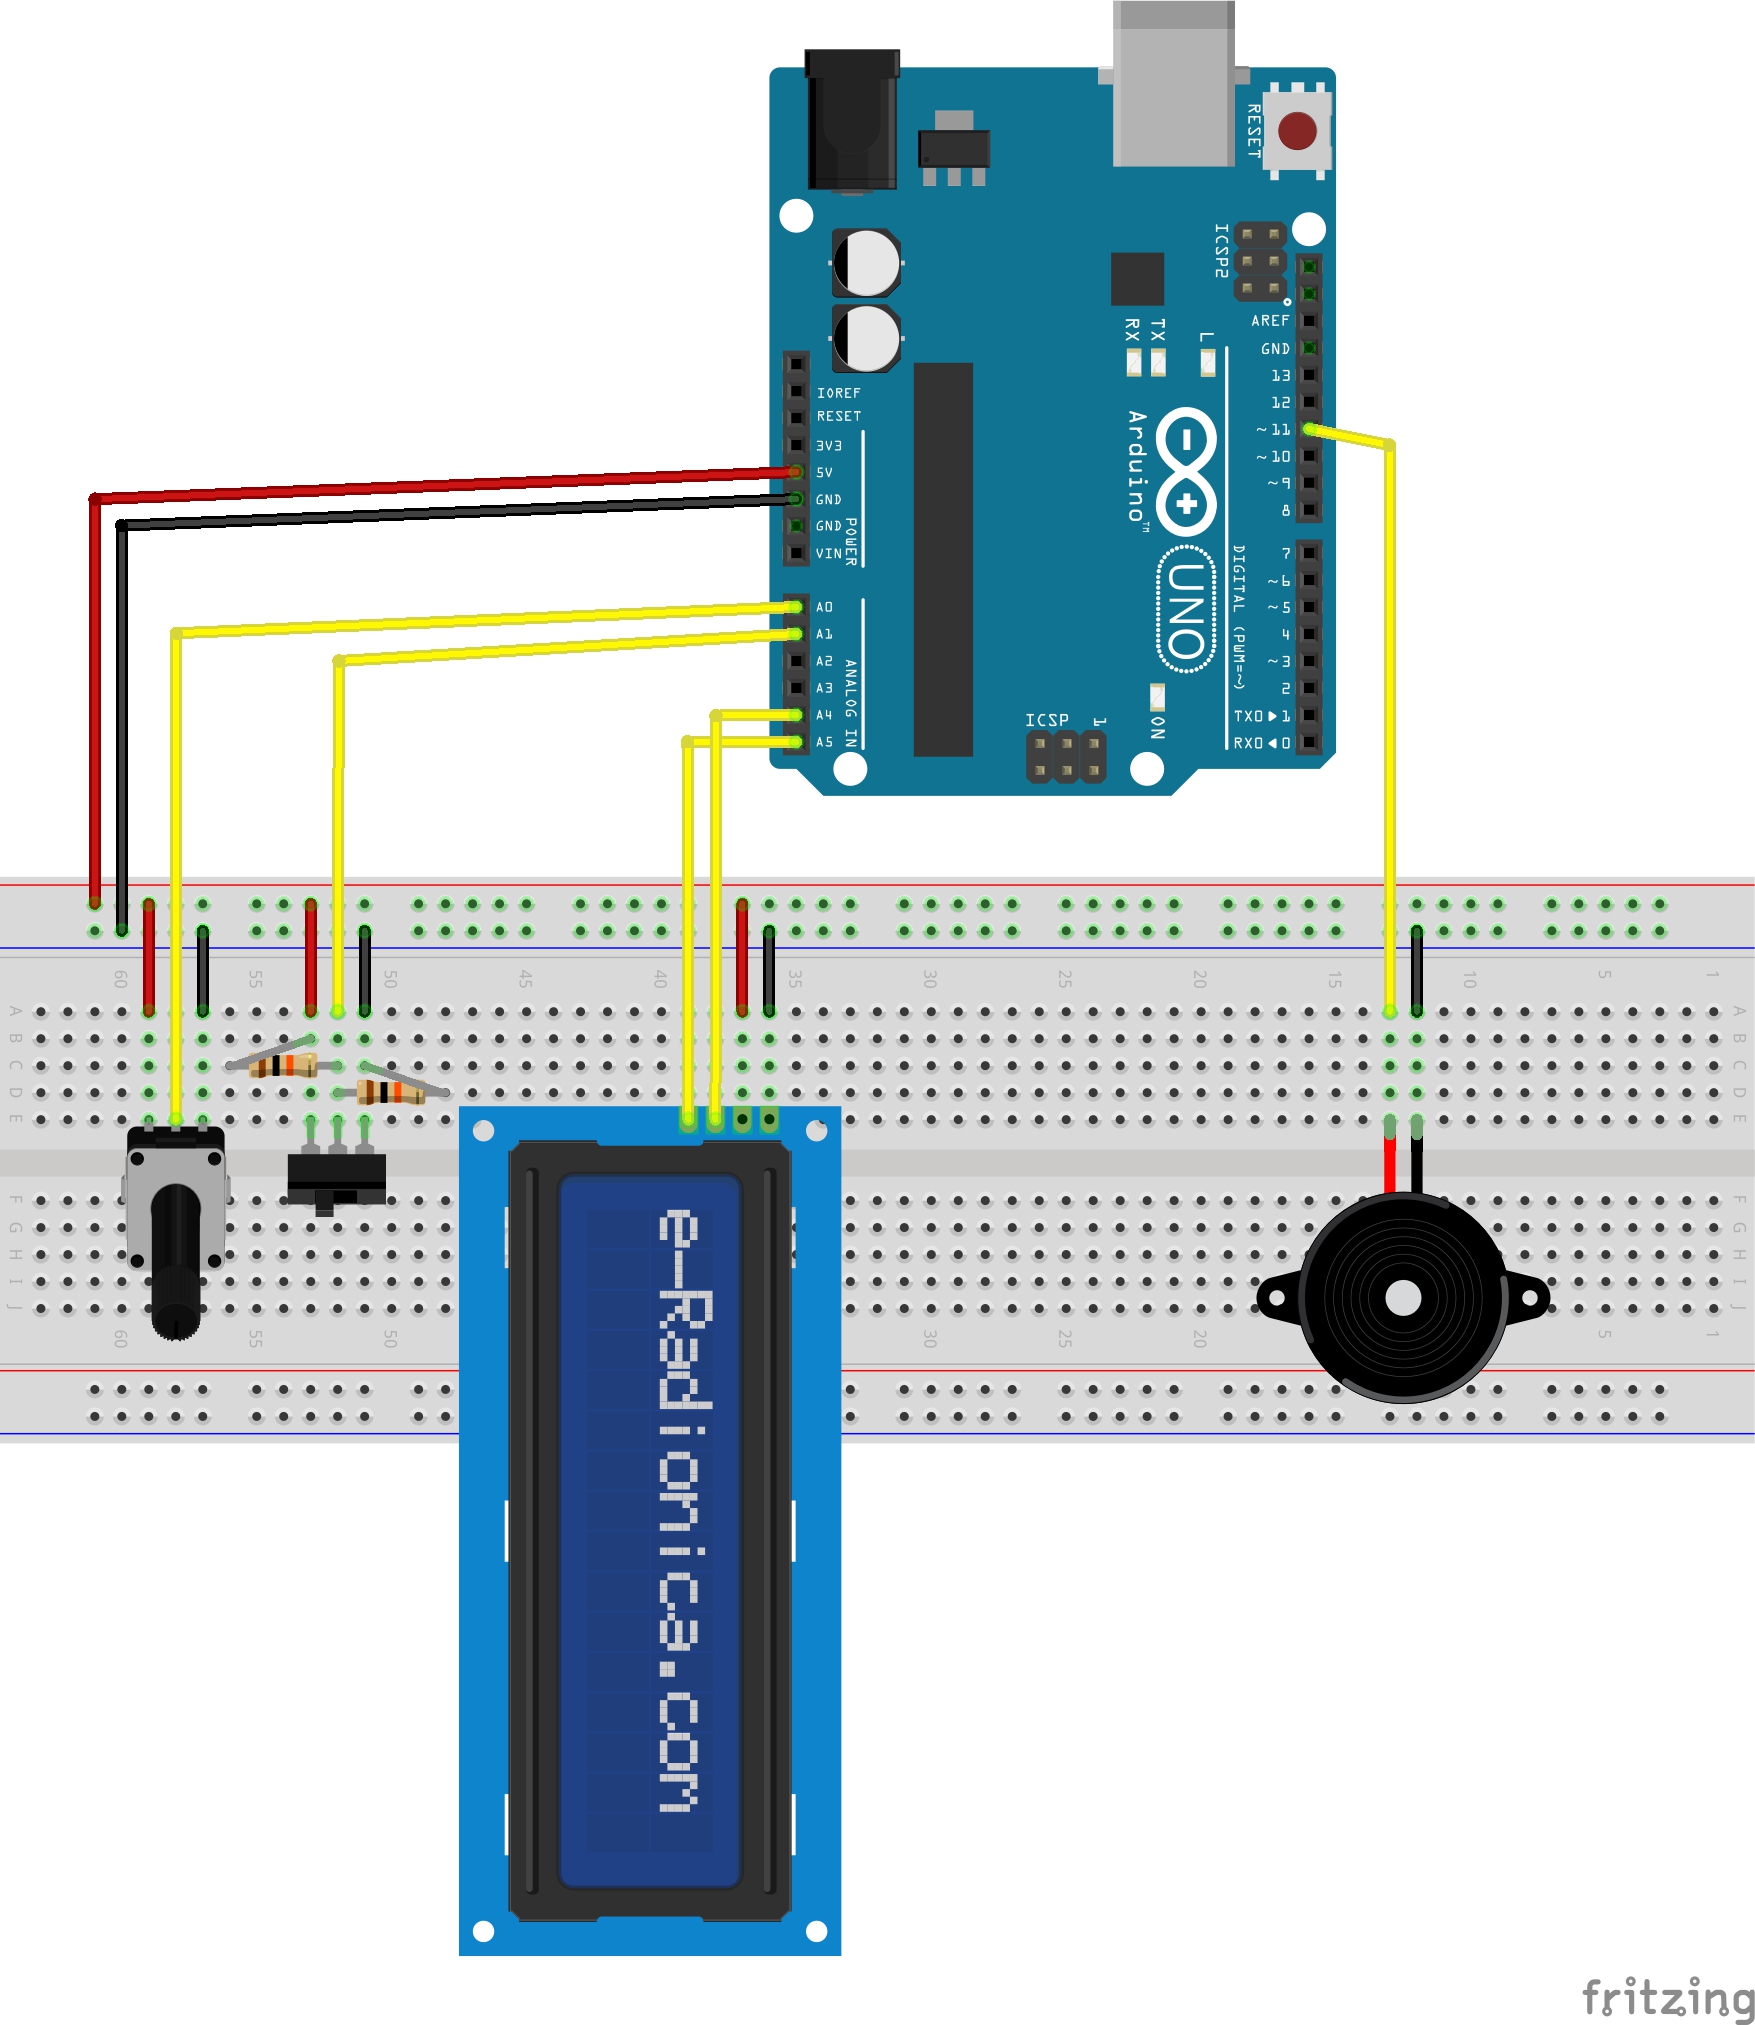 RESET
ICSP2
AREF
GND
13
12
~11
~10
~9
8
7
~6
~5
4
~3
2
TXO▶1
RXO◀0
DIGITAL (PWM=~)
RX
TX
L
IOREF
RESET
3V3
5V
GND
GND
VIN
POWER
A0
A1
A2
A3
A4
A5
ANALOG IN
Arduino™
UNO
ICSP
1
ON
60
55
50
45
40
35
30
25
20
15
10
5
1
A
B
C
D
E
A
B
C
D
E
F
G
H
I
J
F
G
H
I
J
60
55
50
30
25
20
5
1
e-Radionica.com
fritzing